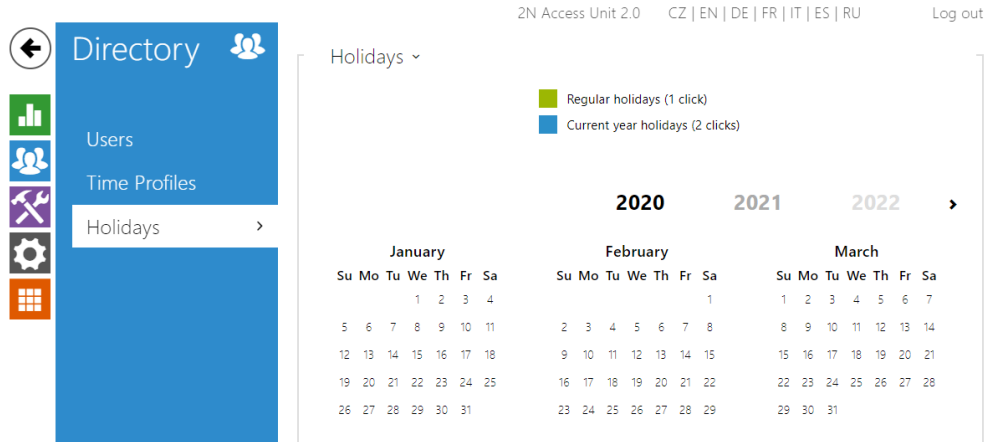 2N Access Unit 2.0 CZ | EN | DE | FR | IT | ES | RU Log out
Directory
Users
Time Profiles
Holidays
Holidays
Regular holidays (1 click)
Current year holidays (2 clicks)
2020 2021 2022
January February March
Su Mo Tu We Th Fr Sa Su Mo Tu We Th Fr Sa Su Mo Tu We Th Fr Sa
1 2 3 4 1 1 2 3 4 5 6 7
5 6 7 8 9 10 11 2 3 4 5 6 7 8 8 9 10 11 12 13 14
12 13 14 15 16 17 18 9 10 11 12 13 14 15 15 16 17 18 19 20 21
19 20 21 22 23 24 25 16 17 18 19 20 21 22 22 23 24 25 26 27 28
26 27 28 29 30 31 23 24 25 26 27 28 29 29 30 31